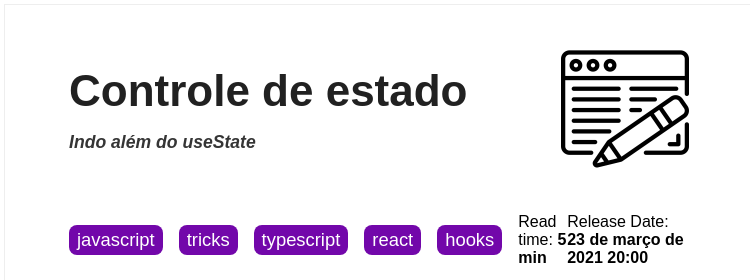 Controle de estado
Indo além do useState
javascript tricks typescript react hooks
Read time: 5 min
Release Date: 23 de março de 2021 20:00